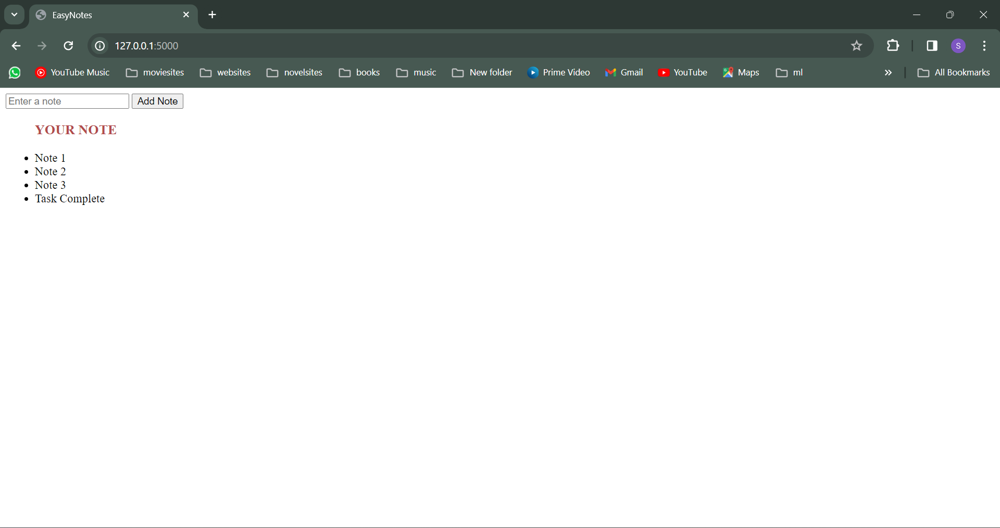 EasyNotes
127.0.0.1:5000
S
YouTube Music moviesites websites novelsites books music New folder Prime Video Gmail YouTube Maps ml All Bookmarks
Enter a note Add Note
YOUR NOTE
Note 1
Note 2
Note 3
Task Complete